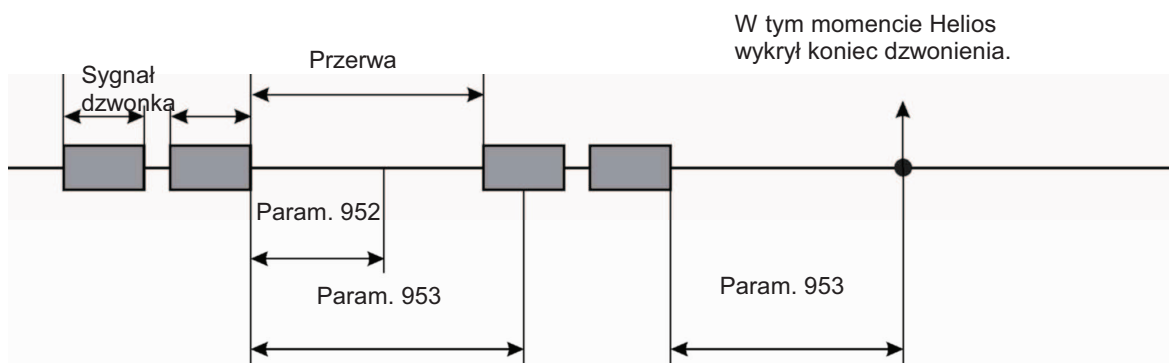 W tym momencie Helios
wykrył koniec dzwonienia.
Przerwa
Sygnał
dzwonka
Param. 952
Param. 953
Param. 953